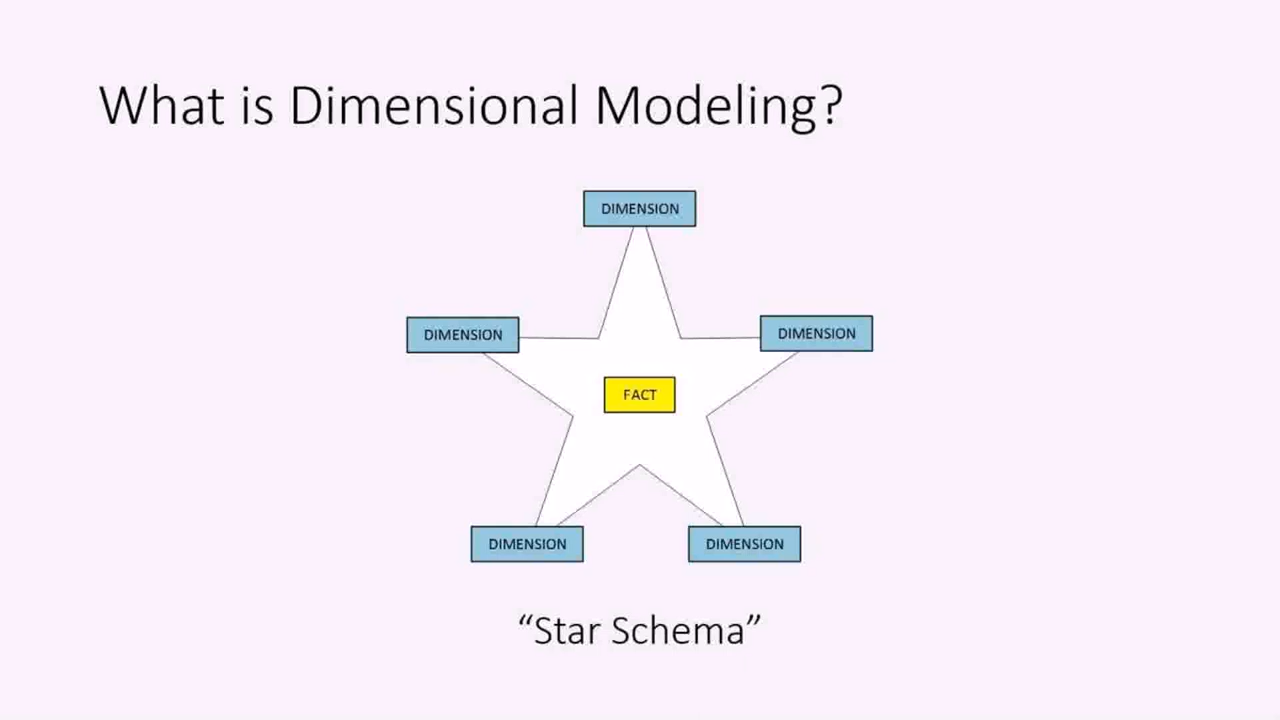 What is Dimensional Modeling?
DIMENSION
DIMENSION
DIMENSION
FACT
DIMENSION
DIMENSION
“Star Schema”